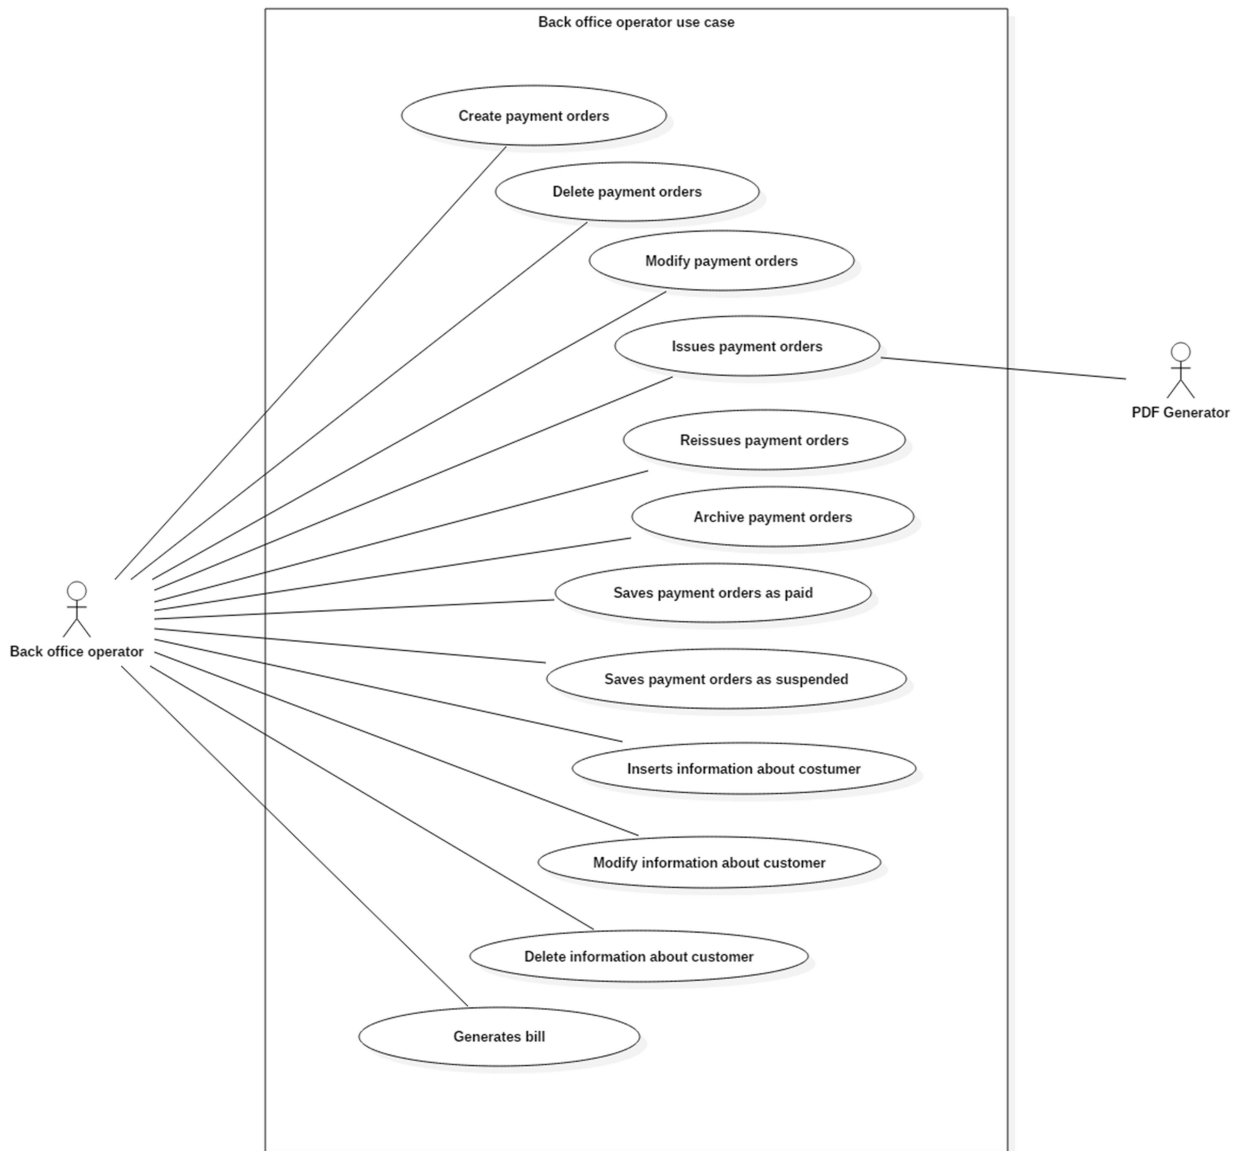 Back office operator use case
Create payment orders
Delete payment orders
Modify payment orders
Issues payment orders
PDF Generator
Reissues payment orders
Archive payment orders
Saves payment orders as paid
Back office operator
Saves payment orders as suspended
Inserts information about costumer
Modify information about customer
Delete information about customer
Generates bill